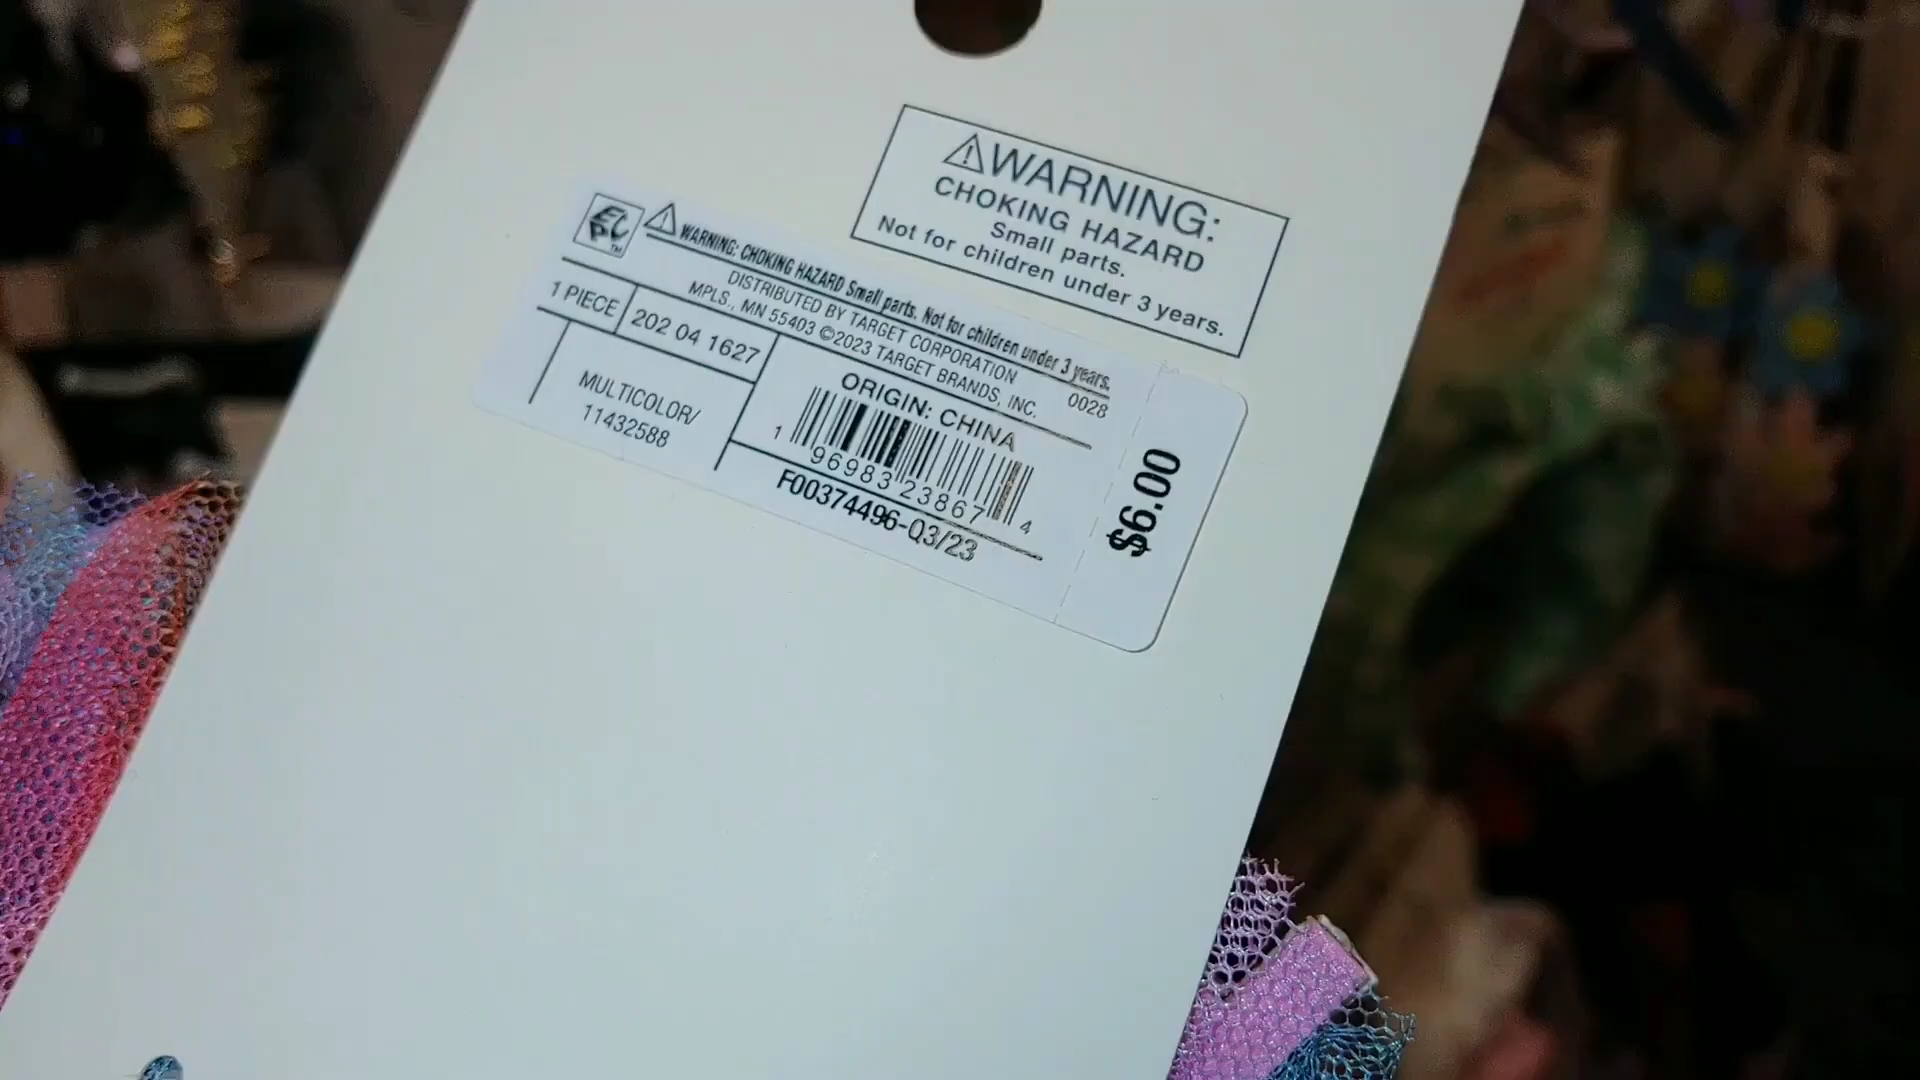 ⚠WARNING:
CHOKING HAZARD
Small parts.
Not for children under 3 years.
EPC™
⚠ WARNING: CHOKING HAZARD Small parts. Not for children under 3 years.
DISTRIBUTED BY TARGET CORPORATION
MPLS., MN 55403 ©2023 TARGET BRANDS, INC.
0028
1 PIECE
202 04 1627
MULTICOLOR/
11432588
ORIGIN: CHINA
1 96983 23867 4
F00374496-Q3/23
$6.00